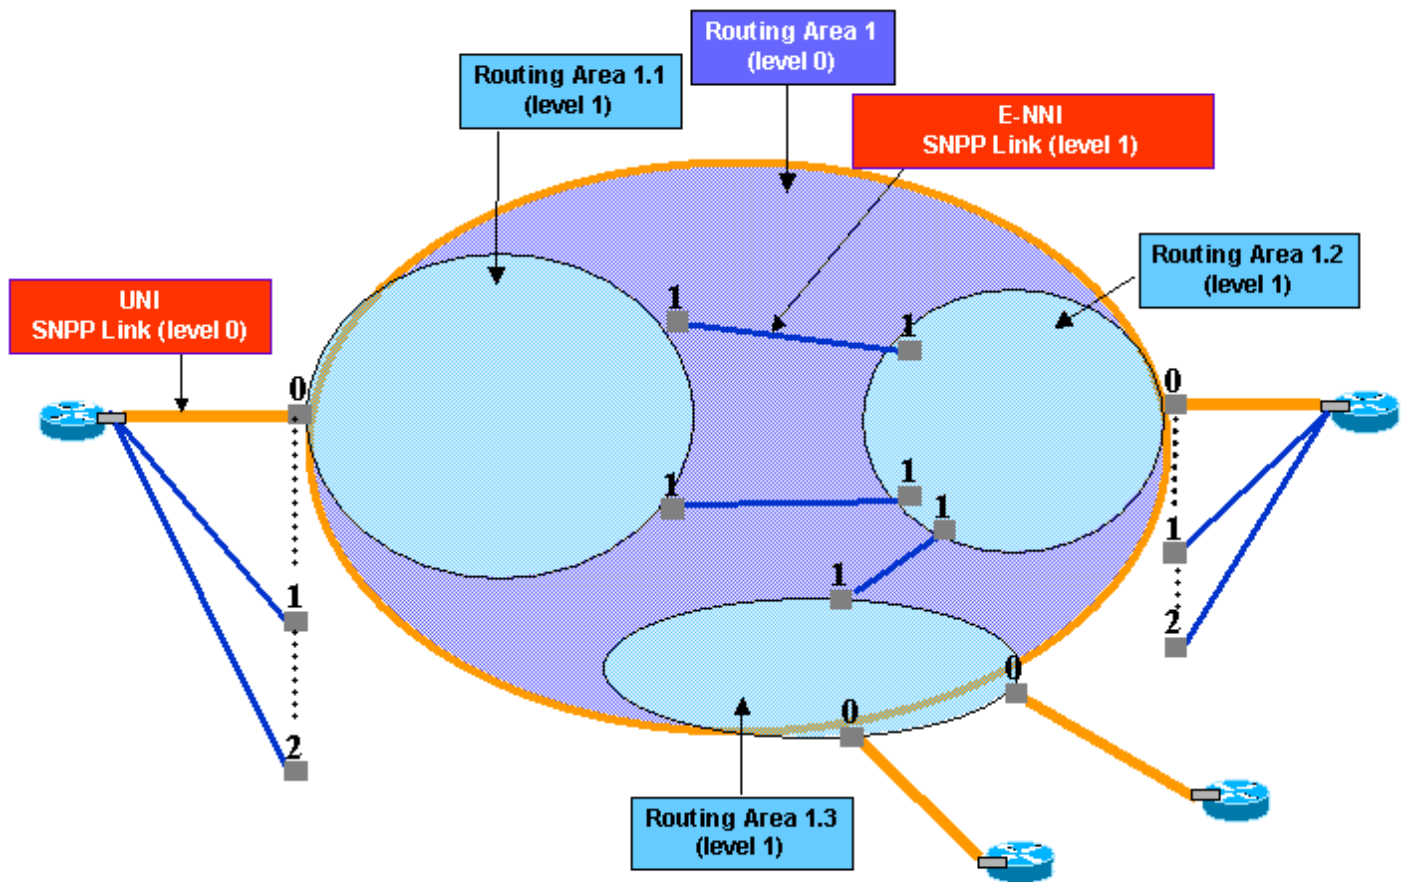 Routing Area 1
(level 0)
Routing Area 1.1
(level 1)
E-NNI
SNPP Link (level 1)
Routing Area 1.2
(level 1)
UNI
SNPP Link (level 0)
1
1
0
0
1
1
1
1
1
1
2
0
0
2
Routing Area 1.3
(level 1)